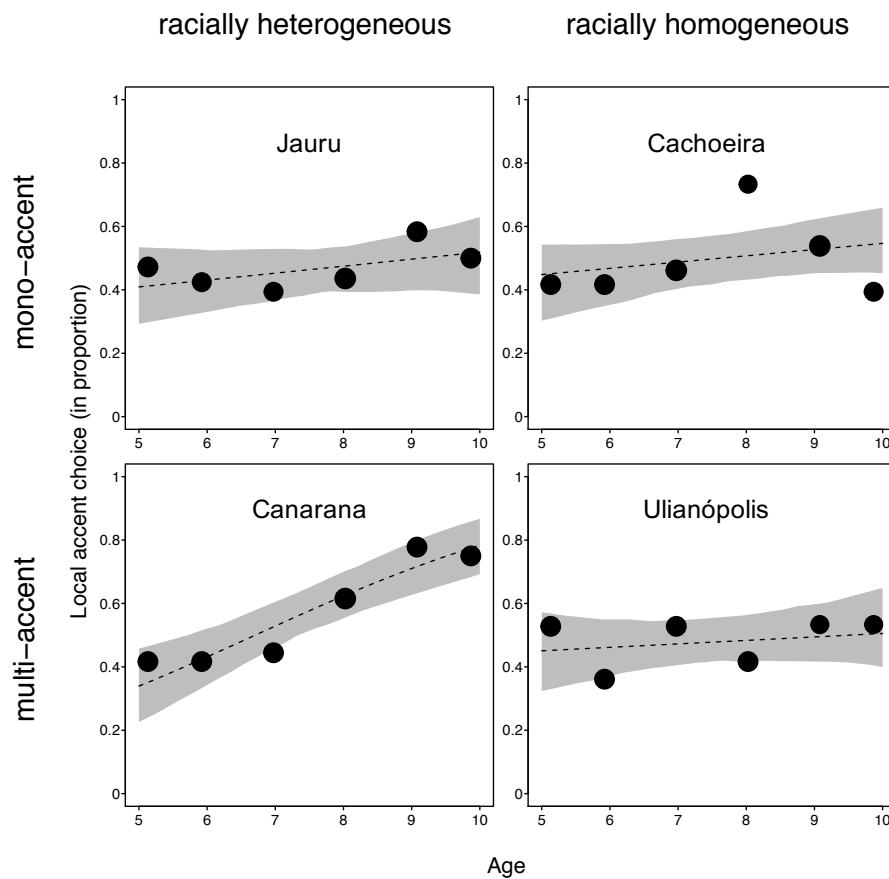 racially heterogeneous
racially homogeneous
mono-accent
multi-accent
Local accent choice (in proportion)
Jauru
1
0.8
0.6
0.4
0.2
0
5 6 7 8 9 10
Cachoeira
1
0.8
0.6
0.4
0.2
0
5 6 7 8 9 10
Canarana
1
0.8
0.6
0.4
0.2
0
5 6 7 8 9 10
Ulianópolis
1
0.8
0.6
0.4
0.2
0
5 6 7 8 9 10
Age